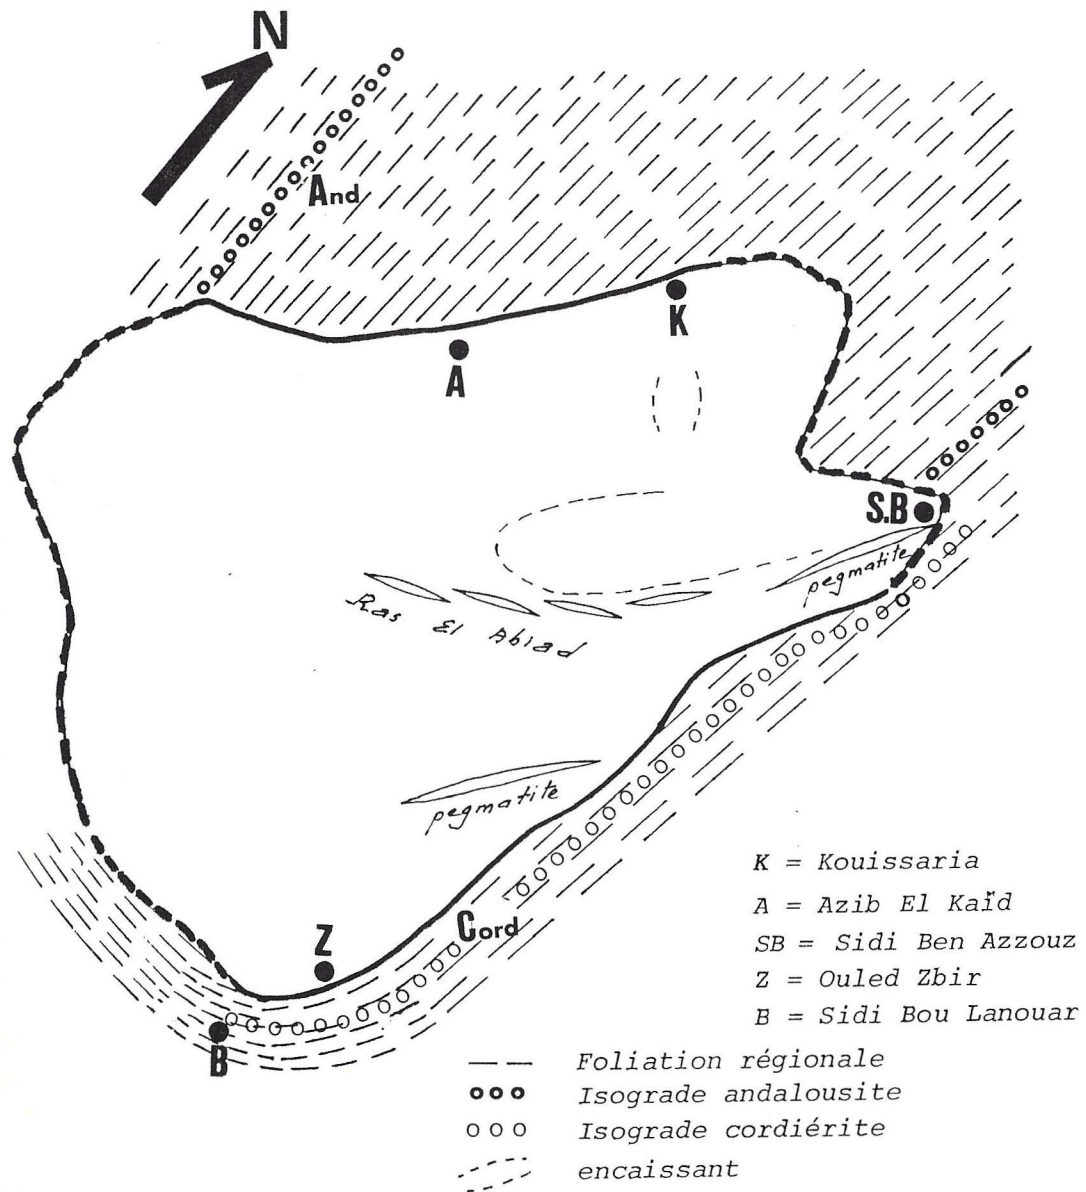 N
And
K
A
S.B
pegmatite
Ras El Abiad
pegmatite
Cord
Z
B
K = Kouissaria
A = Azib El Kaïd
SB = Sidi Ben Azzouz
Z = Ouled Zbir
B = Sidi Bou Lanouar
Foliation régionale
Isograde andalousite
Isograde cordiérite
encaissant